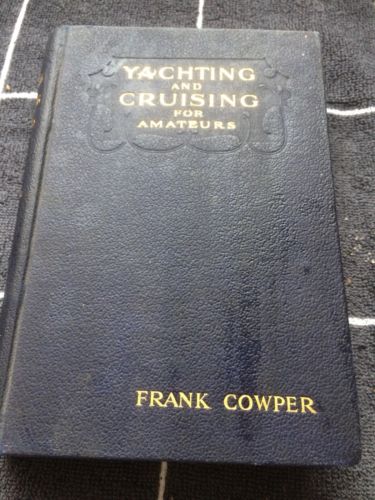 YACHTING
AND
CRUISING
FOR
AMATEURS
FRANK COWPER